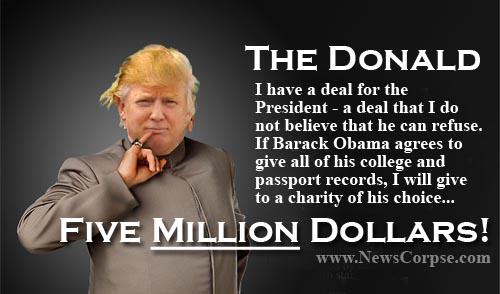 THE DONALD
I have a deal for the
President - a deal that I do
not believe that he can refuse.
If Barack Obama agrees to
give all of his college and
passport records, I will give
to a charity of his choice...
FIVE MILLION DOLLARS!
www.NewsCorpse.com